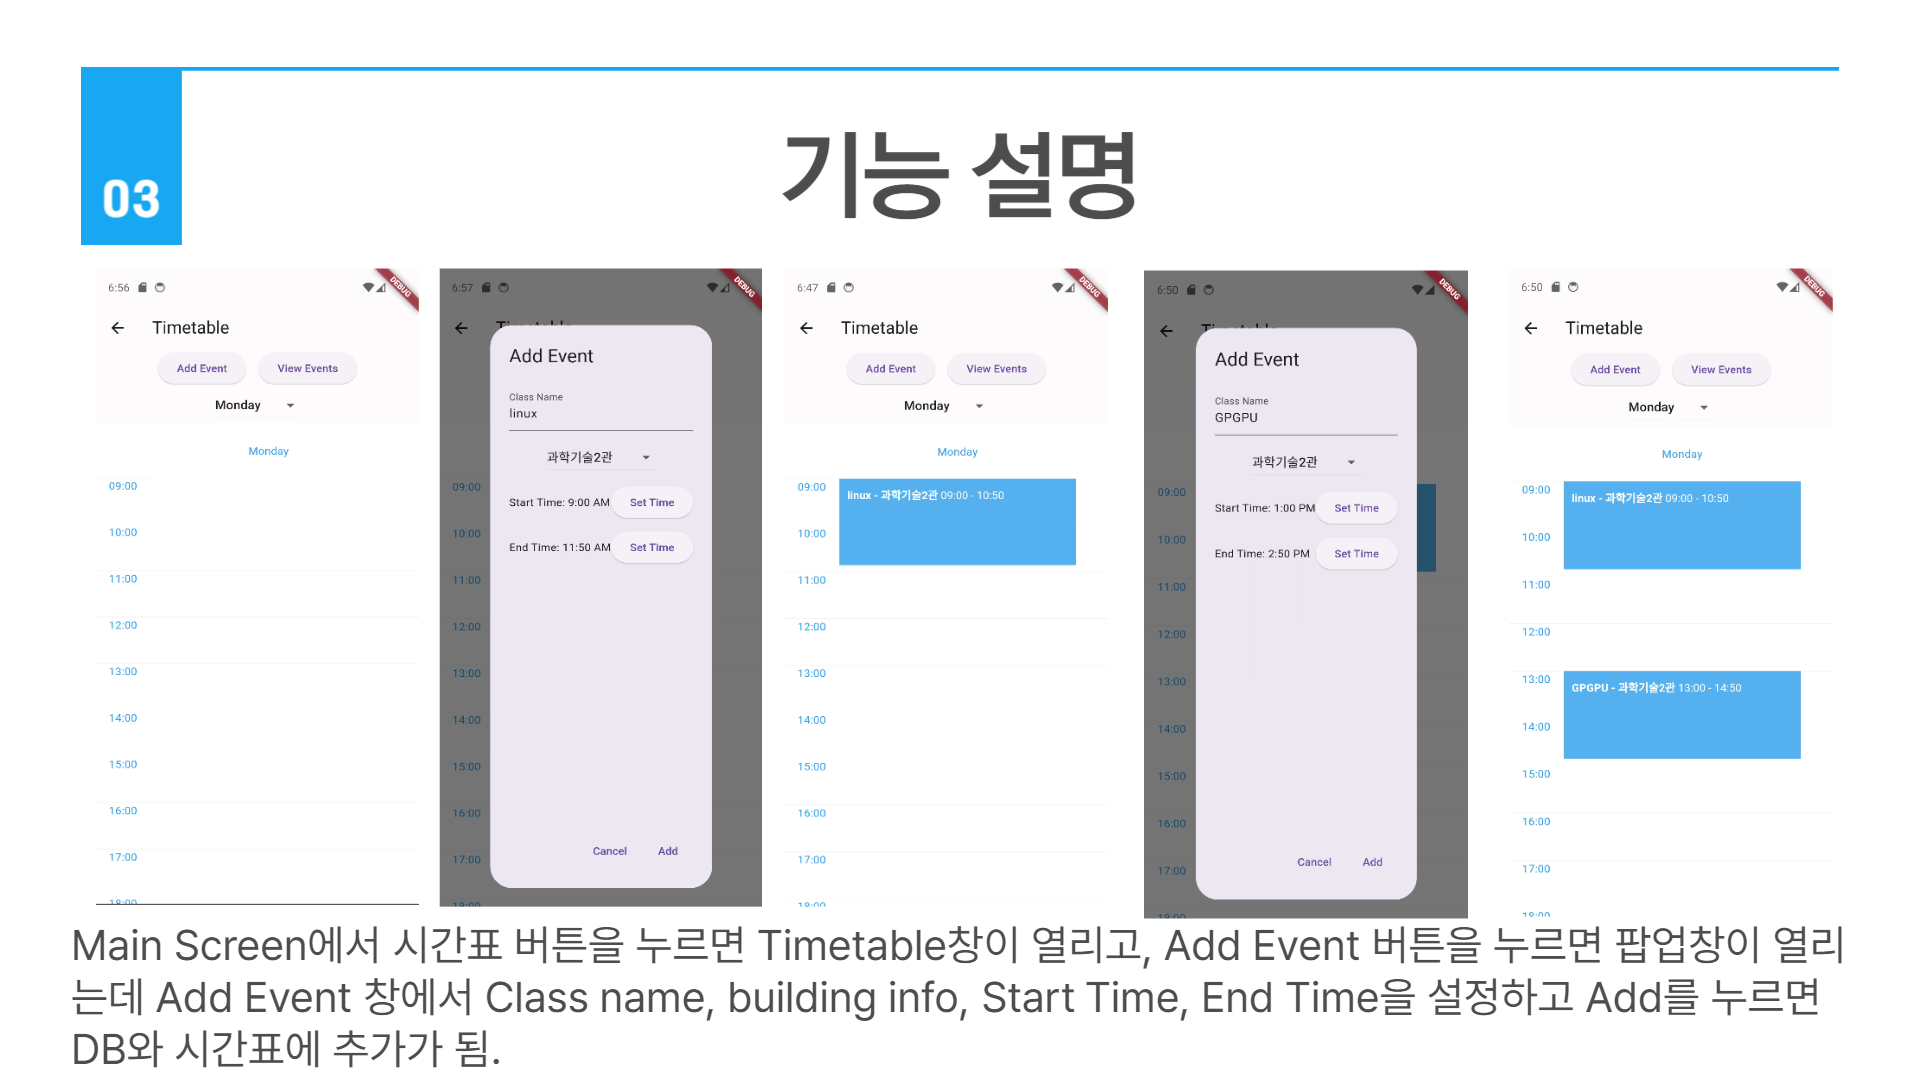 03
기능 설명
6:56
DEBUG
Timetable
Add Event View Events
Monday
Monday
09:00
10:00
11:00
12:00
13:00
14:00
15:00
16:00
17:00
18:00
6:57
DEBUG
Add Event
Class Name
linux
과학기술2관
Start Time: 9:00 AM Set Time
End Time: 11:50 AM Set Time
Cancel Add
09:00
10:00
11:00
12:00
13:00
14:00
15:00
16:00
17:00
18:00
6:47
DEBUG
Timetable
Add Event View Events
Monday
Monday
09:00 linux - 과학기술2관 09:00 - 10:50
10:00
11:00
12:00
13:00
14:00
15:00
16:00
17:00
18:00
6:50
DEBUG
Add Event
Class Name
GPGPU
과학기술2관
Start Time: 1:00 PM Set Time
End Time: 2:50 PM Set Time
Cancel Add
09:00
10:00
11:00
12:00
13:00
14:00
15:00
16:00
17:00
18:00
6:50
DEBUG
Timetable
Add Event View Events
Monday
Monday
09:00 linux - 과학기술2관 09:00 - 10:50
10:00
11:00
12:00
13:00 GPGPU - 과학기술2관 13:00 - 14:50
14:00
15:00
16:00
17:00
18:00
Main Screen에서 시간표 버튼을 누르면 Timetable창이 열리고, Add Event 버튼을 누르면 팝업창이 열리
는데 Add Event 창에서 Class name, building info, Start Time, End Time을 설정하고 Add를 누르면
DB와 시간표에 추가가 됨.